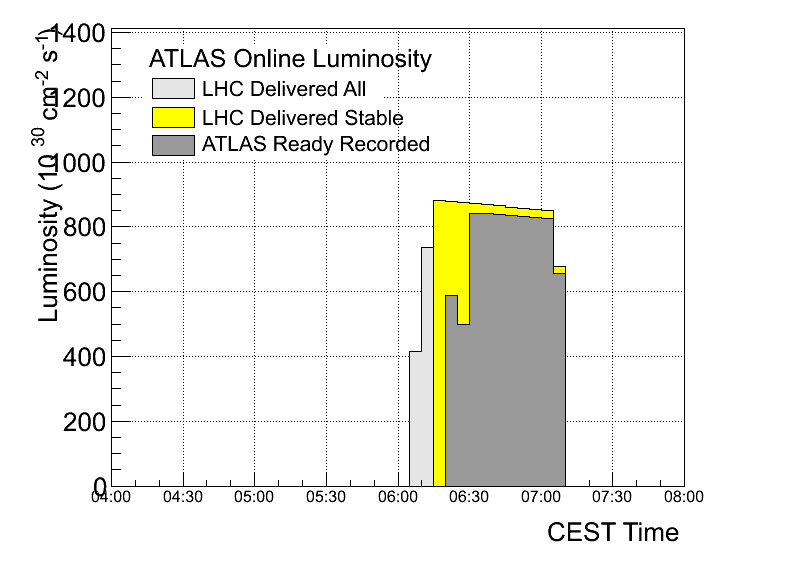 ATLAS Online Luminosity
LHC Delivered All
LHC Delivered Stable
ATLAS Ready Recorded
Luminosity (10^30 cm^-2 s^-1)
1400
1200
1000
800
600
400
200
0
04:00 04:30 05:00 05:30 06:00 06:30 07:00 07:30 08:00
CEST Time